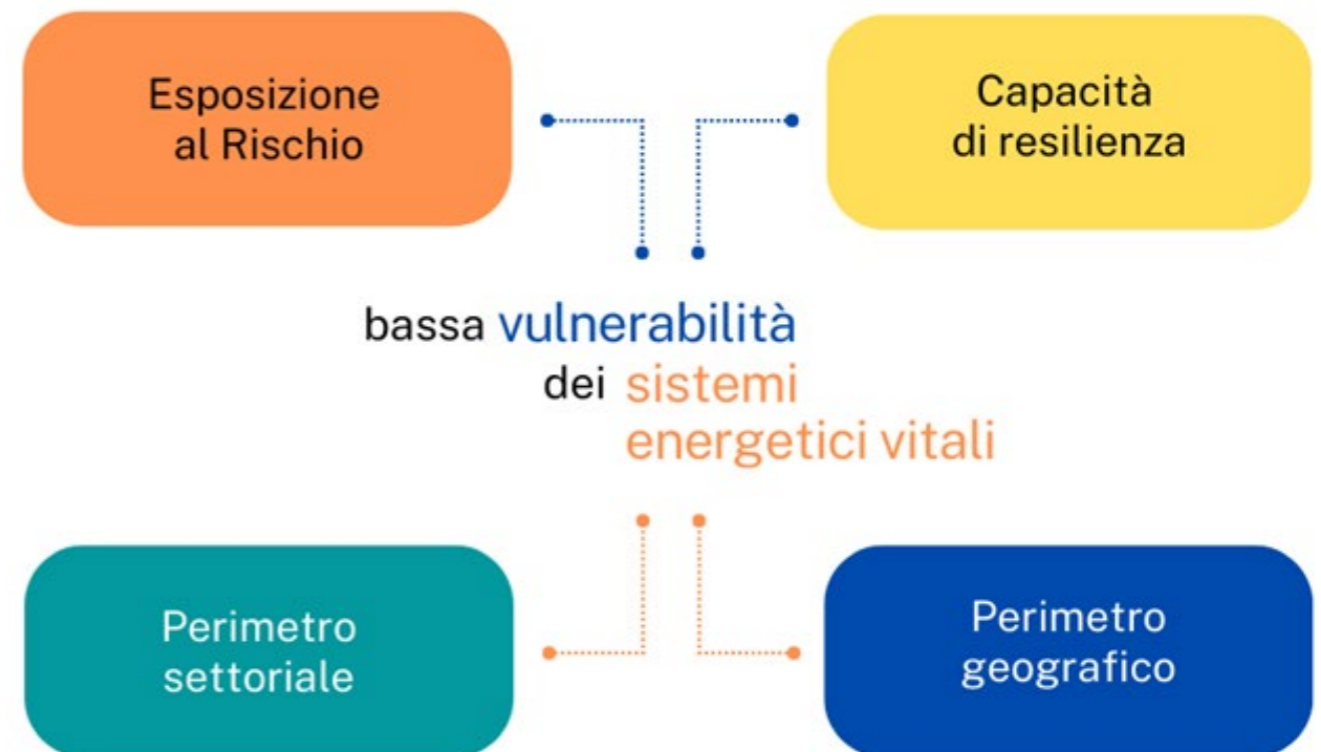 Esposizione
al Rischio
Capacità
di resilienza
bassa vulnerabilità
dei sistemi
energetici vitali
Perimetro
settoriale
Perimetro
geografico